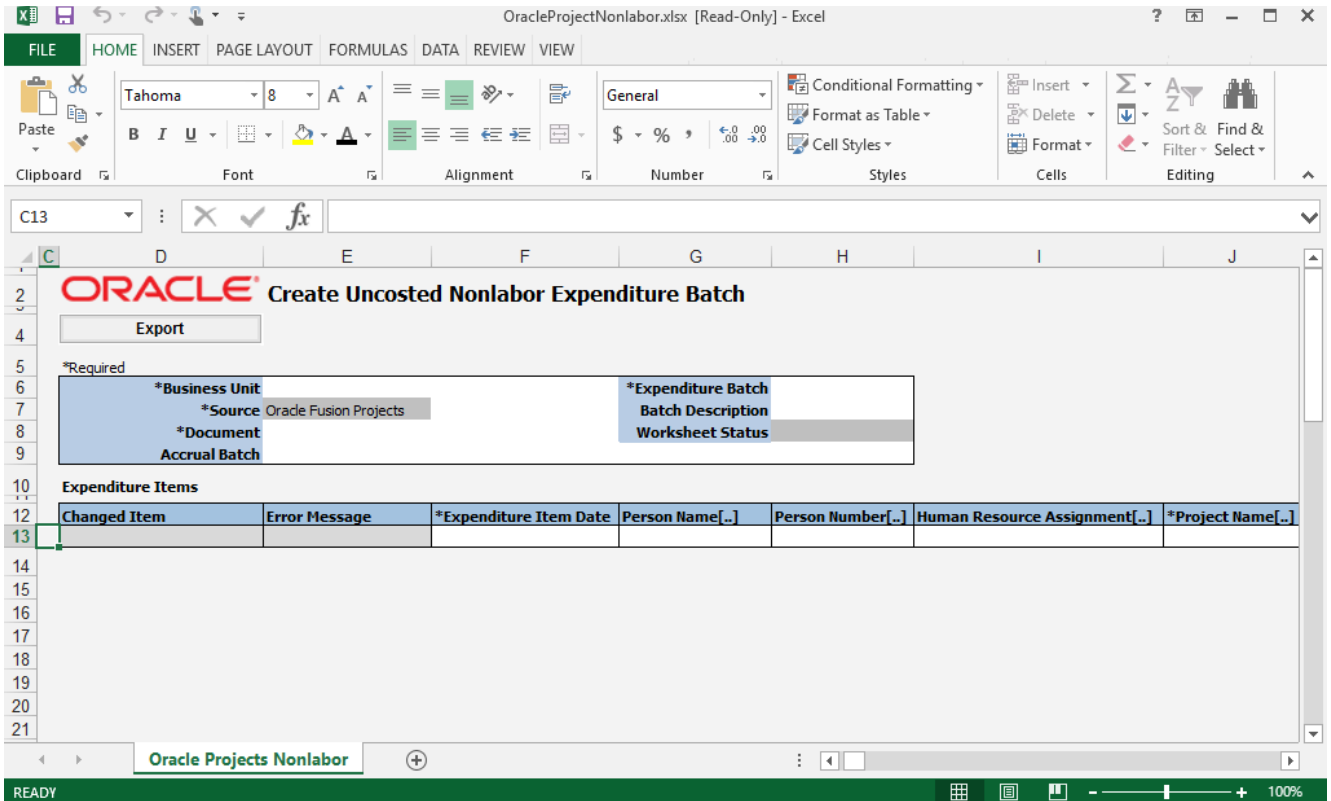 OracleProjectNonlabor.xlsx [Read-Only] - Excel
FILE HOME INSERT PAGE LAYOUT FORMULAS DATA REVIEW VIEW
Tahoma 8 General Conditional Formatting Insert
Paste Format as Table Delete Sort & Find &
B I U A $ % , Cell Styles Format Filter Select
Clipboard Font Alignment Number Styles Cells Editing
C13 fx
C D E F G H I J
2 ORACLE Create Uncosted Nonlabor Expenditure Batch
4 Export
5 *Required
6 *Business Unit *Expenditure Batch
7 *Source Oracle Fusion Projects Batch Description
8 *Document Worksheet Status
9 Accrual Batch
10 Expenditure Items
12 Changed Item Error Message *Expenditure Item Date Person Name[..] Person Number[..] Human Resource Assignment[..] *Project Name[..]
13
14
15
16
17
18
19
20
21
Oracle Projects Nonlabor
READY 100%